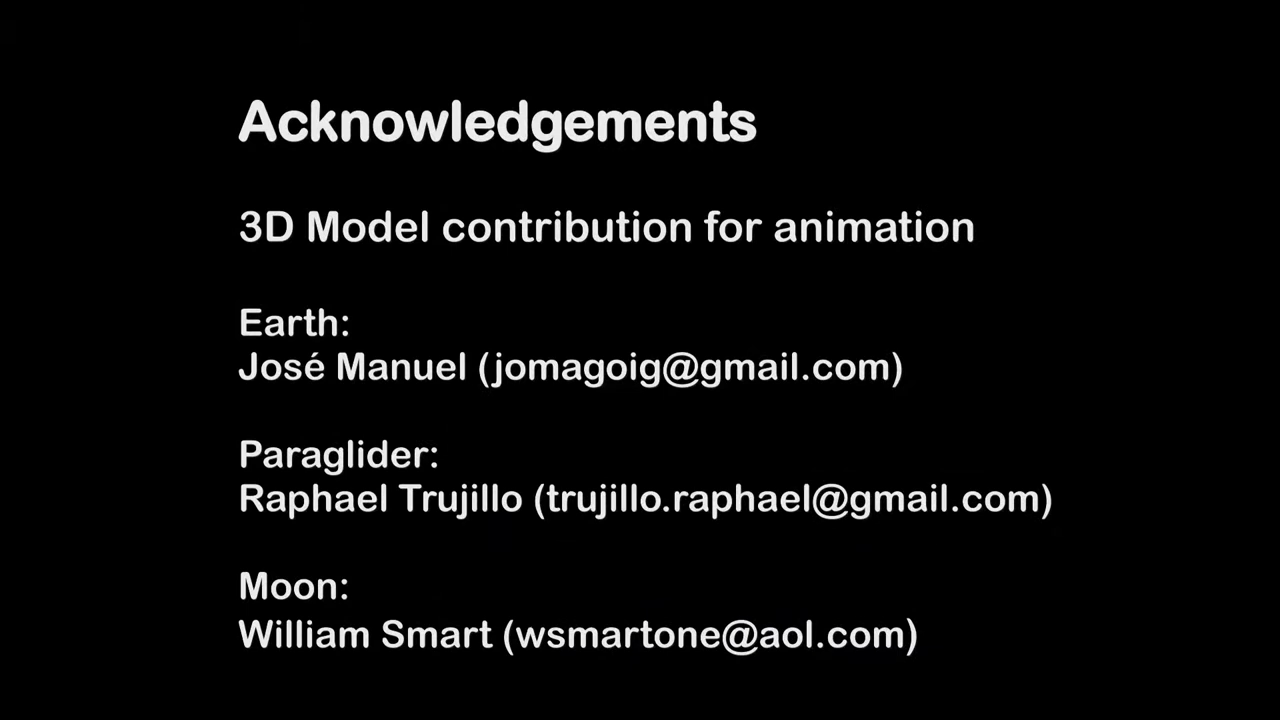 Acknowledgements
3D Model contribution for animation
Earth:
José Manuel (jomagoig@gmail.com)
Paraglider:
Raphael Trujillo (trujillo.raphael@gmail.com)
Moon:
William Smart (wsmartone@aol.com)